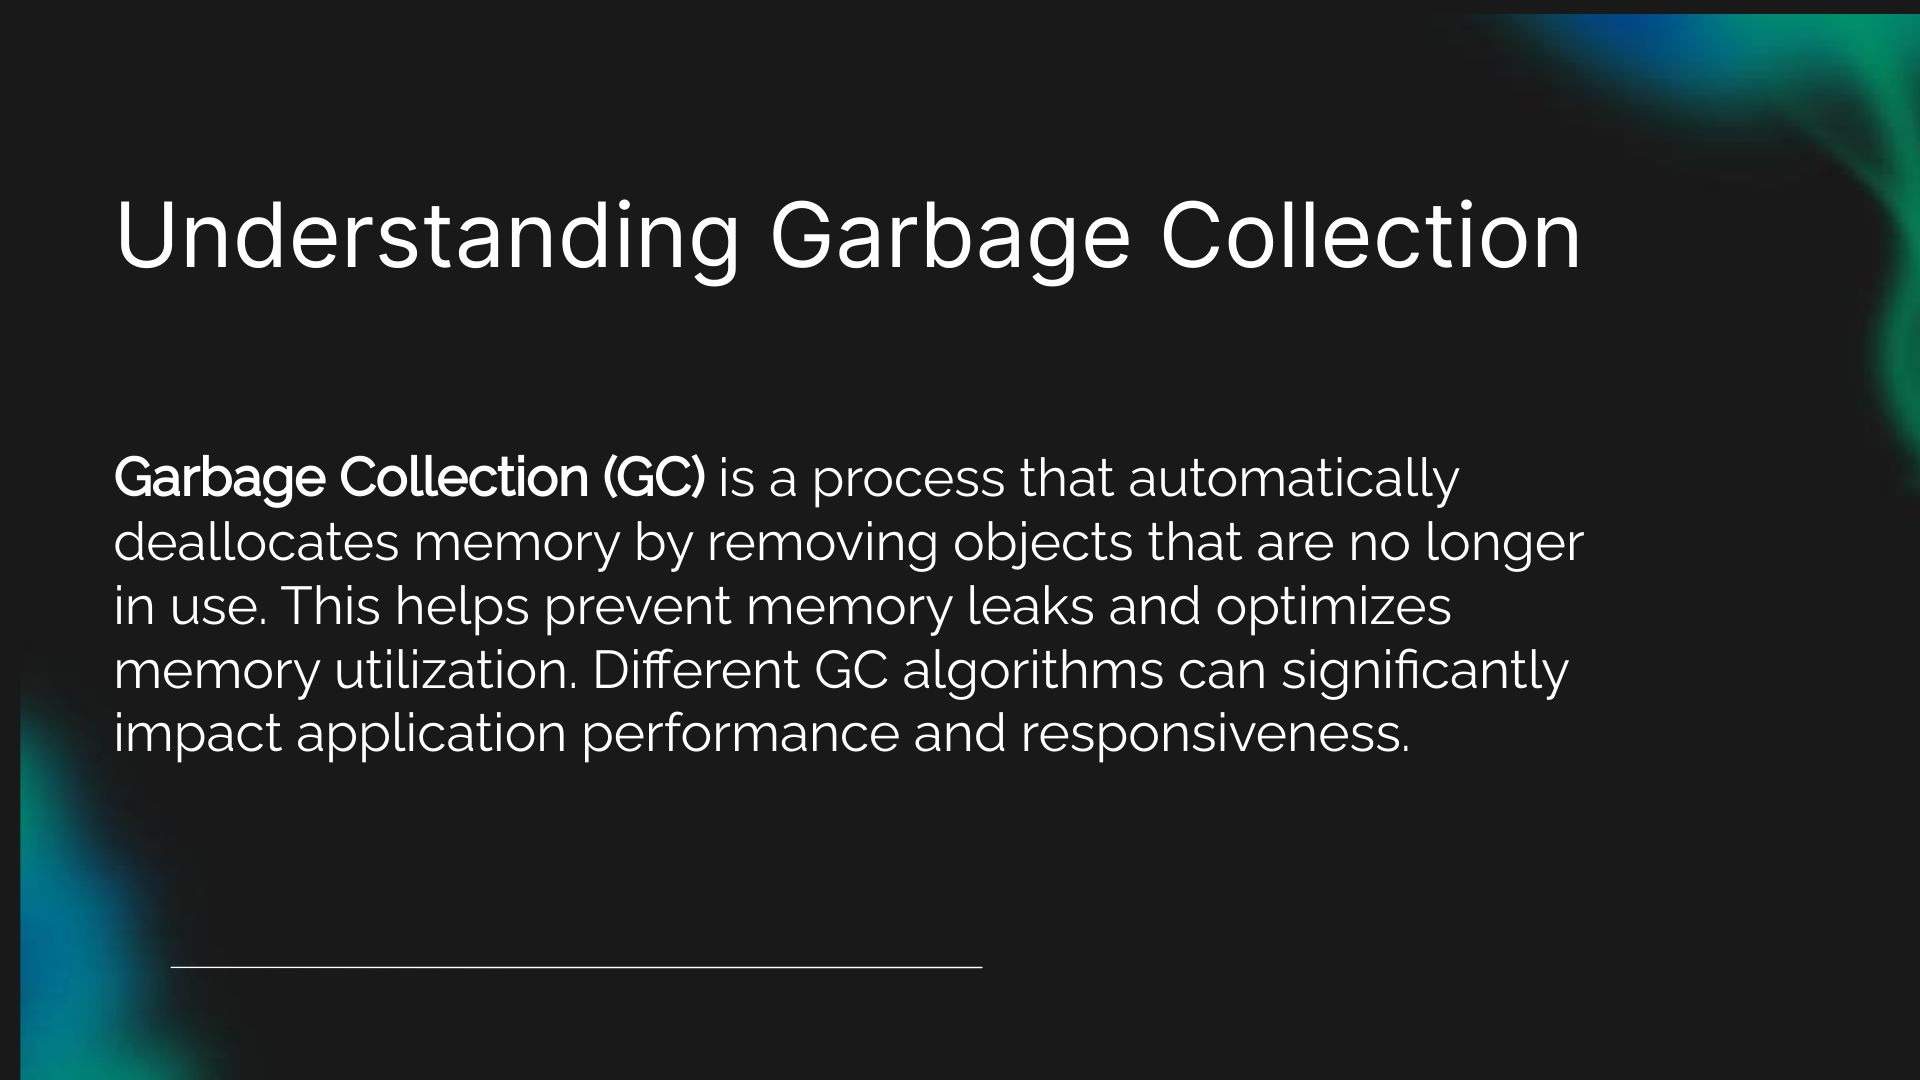 Understanding Garbage Collection
Garbage Collection (GC) is a process that automatically
deallocates memory by removing objects that are no longer
in use. This helps prevent memory leaks and optimizes
memory utilization. Different GC algorithms can significantly
impact application performance and responsiveness.